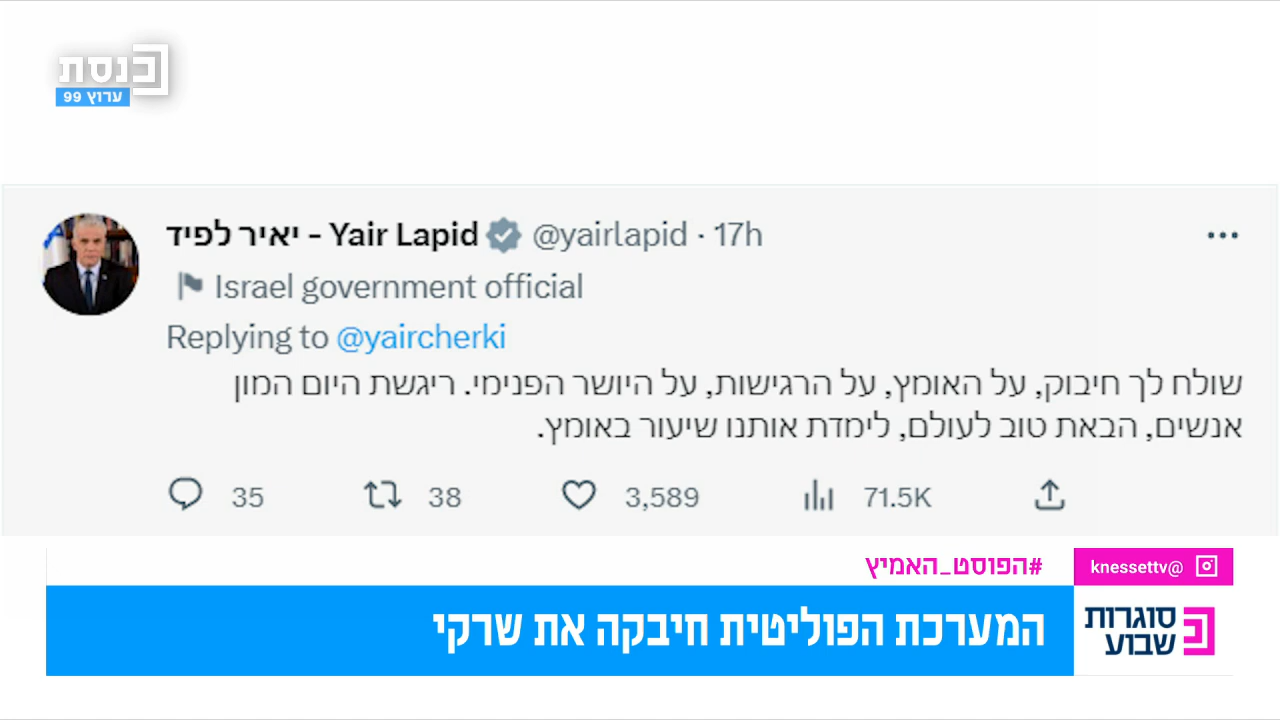 כנסת
ערוץ 99
יאיר לפיד - Yair Lapid @yairlapid · 17h
Israel government official
Replying to @yaircherki
שולח לך חיבוק, על האומץ, על הרגישות, על היושר הפנימי. ריגשת היום המון
אנשים, הבאת טוב לעולם, לימדת אותנו שיעור באומץ.
35 38 3,589 71.5K
#הפוסט_האמיץ
knessettv@
המערכת הפוליטית חיבקה את שרקי
סוגרות
שבוע